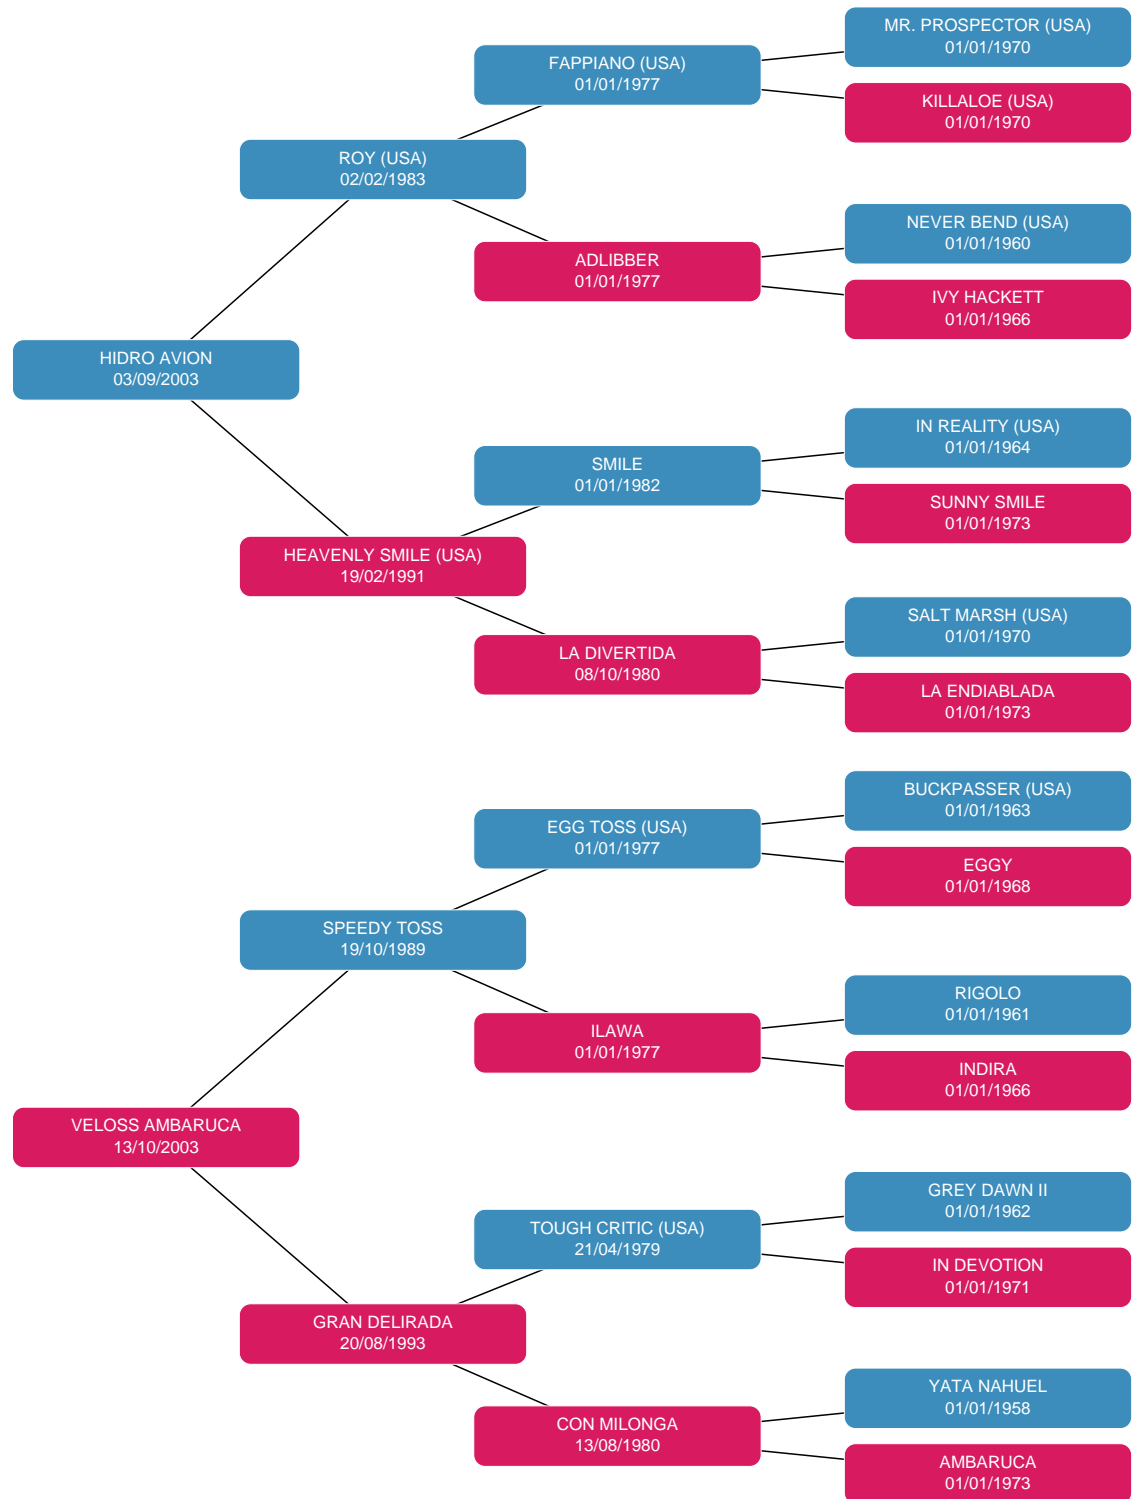 MR. PROSPECTOR (USA)
01/01/1970
FAPPIANO (USA)
01/01/1977
KILLALOE (USA)
01/01/1970
ROY (USA)
02/02/1983
NEVER BEND (USA)
01/01/1960
ADLIBBER
01/01/1977
IVY HACKETT
01/01/1966
HIDRO AVION
03/09/2003
IN REALITY (USA)
01/01/1964
SMILE
01/01/1982
SUNNY SMILE
01/01/1973
HEAVENLY SMILE (USA)
19/02/1991
SALT MARSH (USA)
01/01/1970
LA DIVERTIDA
08/10/1980
LA ENDIABLADA
01/01/1973
BUCKPASSER (USA)
01/01/1963
EGG TOSS (USA)
01/01/1977
EGGY
01/01/1968
SPEEDY TOSS
19/10/1989
RIGOLO
01/01/1961
ILAWA
01/01/1977
INDIRA
01/01/1966
VELOSS AMBARUCA
13/10/2003
GREY DAWN II
01/01/1962
TOUGH CRITIC (USA)
21/04/1979
IN DEVOTION
01/01/1971
GRAN DELIRADA
20/08/1993
YATA NAHUEL
01/01/1958
CON MILONGA
13/08/1980
AMBARUCA
01/01/1973